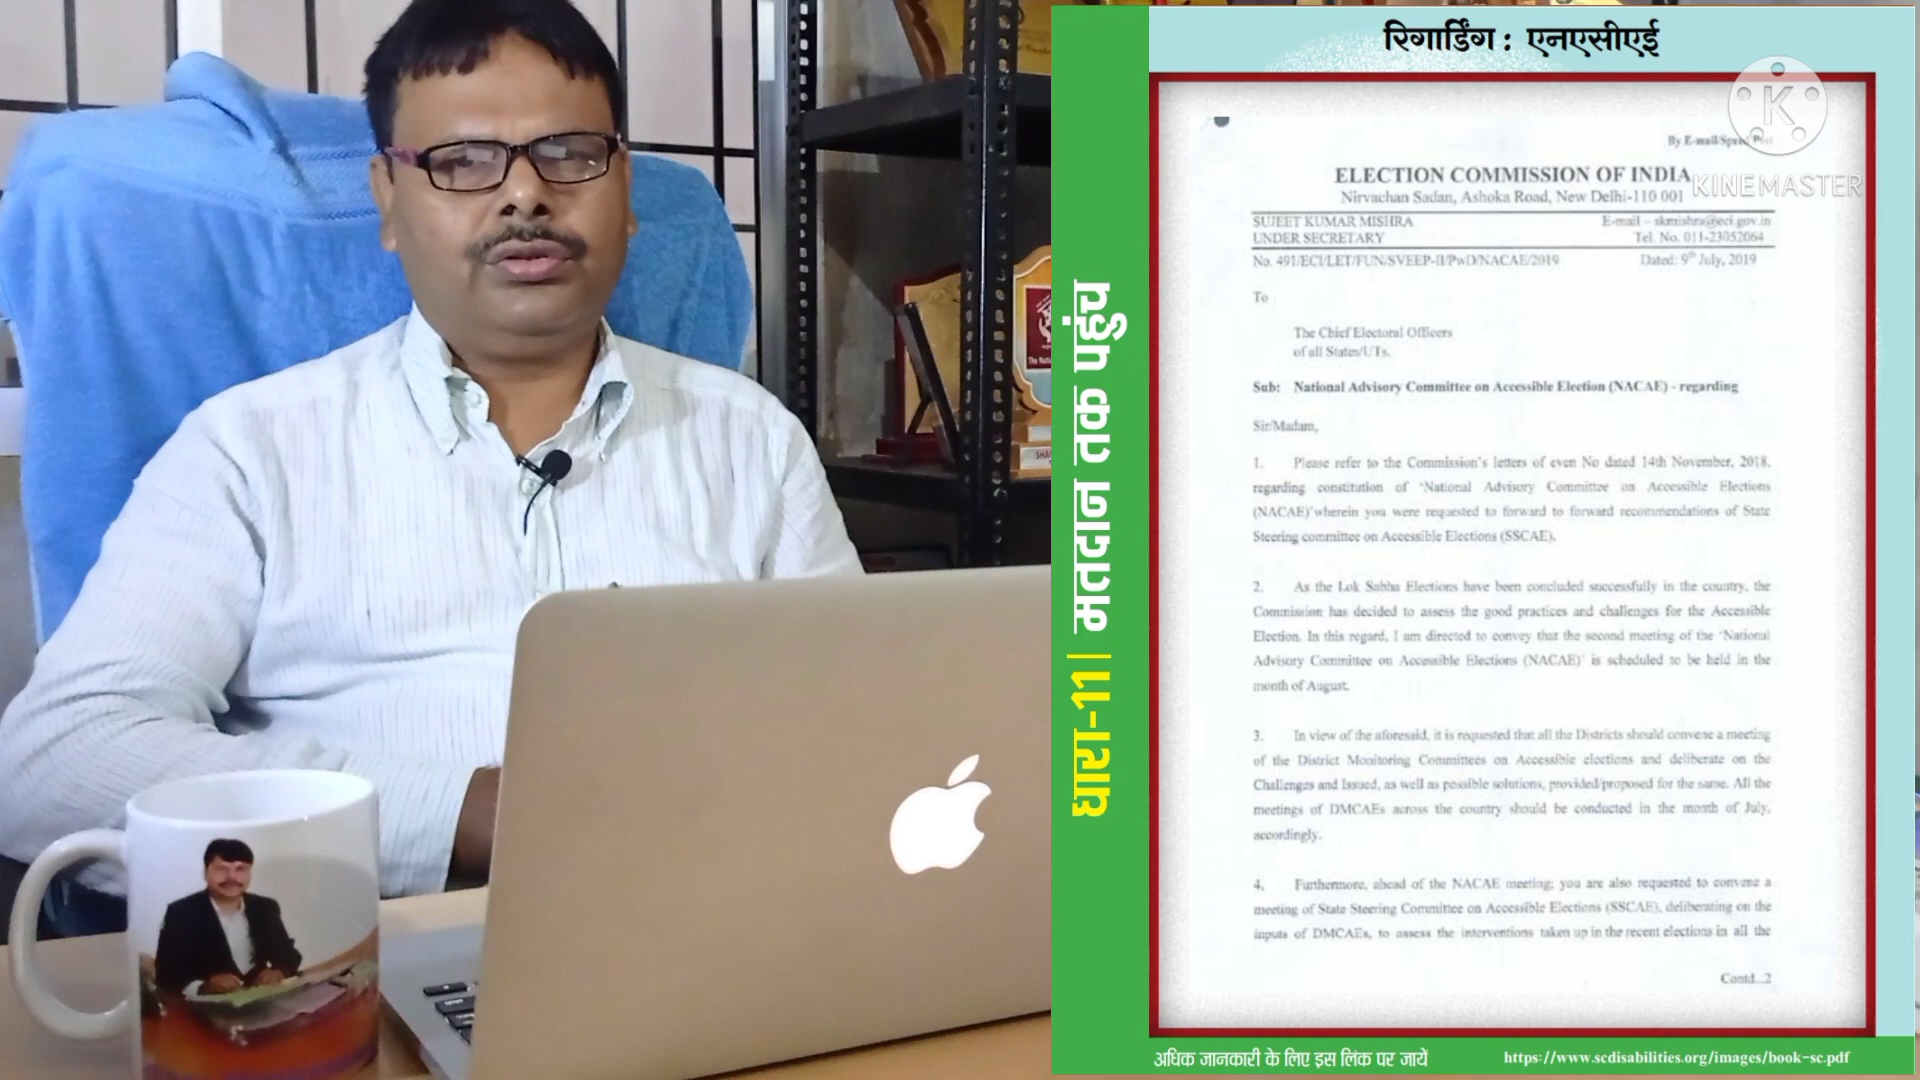 रिगार्डिंग : एनएसीएई
धारा-11 | मतदान तक पहुंच
By E-mail/Speed Post
ELECTION COMMISSION OF INDIA
Nirvachan Sadan, Ashoka Road, New Delhi-110 001
KINEMASTER
SUJEET KUMAR MISHRA
E-mail – skmishra@eci.gov.in
UNDER SECRETARY
Tel. No. 011-23052064
No. 491/ECI/LET/FUN/SVEEP-II/PwD/NACAE/2019
Dated: 9th July, 2019
To
The Chief Electoral Officers
of all States/UTs.
Sub: National Advisory Committee on Accessible Election (NACAE) - regarding
Sir/Madam,
1. Please refer to the Commission's letters of even No dated 14th November, 2018,
regarding constitution of 'National Advisory Committee on Accessible Elections
(NACAE)'wherein you were requested to forward to forward recommendations of State
Steering committee on Accessible Elections (SSCAE).
2. As the Lok Sabha Elections have been concluded successfully in the country, the
Commission has decided to assess the good practices and challenges for the Accessible
Election. In this regard, I am directed to convey that the second meeting of the 'National
Advisory Committee on Accessible Elections (NACAE)' is scheduled to be held in the
month of August.
3. In view of the aforesaid, it is requested that all the Districts should convene a meeting
of the District Monitoring Committees on Accessible elections and deliberate on the
Challenges and Issued, as well as possible solutions, provided/proposed for the same. All the
meetings of DMCAEs across the country should be conducted in the month of July,
accordingly.
4. Furthermore, ahead of the NACAE meeting; you are also requested to convene a
meeting of State Steering Committee on Accessible Elections (SSCAE), deliberating on the
inputs of DMCAEs, to assess the interventions taken up in the recent elections in all the
Contd...2
अधिक जानकारी के लिए इस लिंक पर जायें
https://www.scdisabilities.org/images/book-sc.pdf